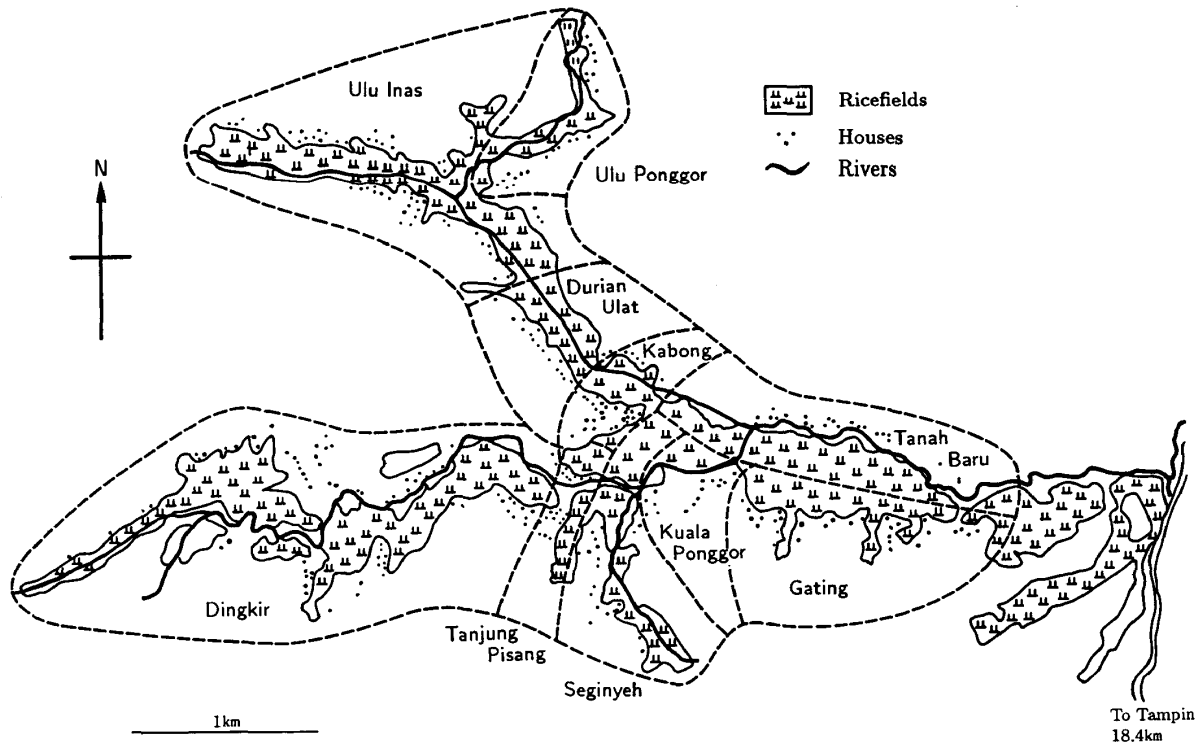 Ulu Inas
Ricefields
Houses
Rivers
N
Ulu Ponggor
Durian
Ulat
Kabong
Tanah
Baru
Kuala
Ponggor
Gating
Dingkir
Tanjung
Pisang
Seginyeh
1km
To Tampin
18.4km